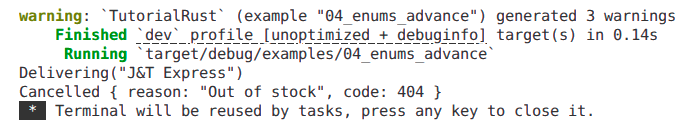 warning: `TutorialRust` (example "04_enums_advance") generated 3 warnings
Finished `dev` profile [unoptimized + debuginfo] target(s) in 0.14s
Running `target/debug/examples/04_enums_advance`
Delivering("J&T Express")
Cancelled { reason: "Out of stock", code: 404 }
* Terminal will be reused by tasks, press any key to close it.